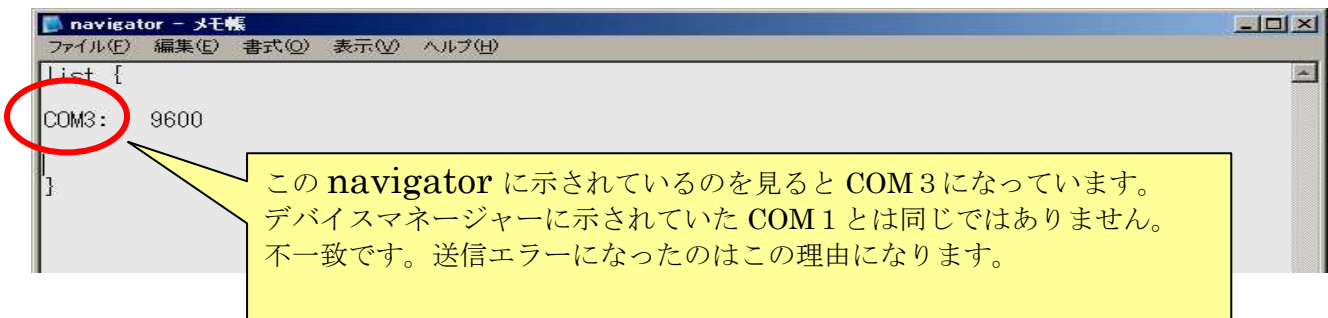 navigator - メモ帳
ファイル(F) 編集(E) 書式(O) 表示(V) ヘルプ(H)
List {
COM3: 9600
}
この navigator に示されているのを見ると COM３になっています。
デバイスマネージャーに示されていた COM１とは同じではありません。
不一致です。送信エラーになったのはこの理由になります。